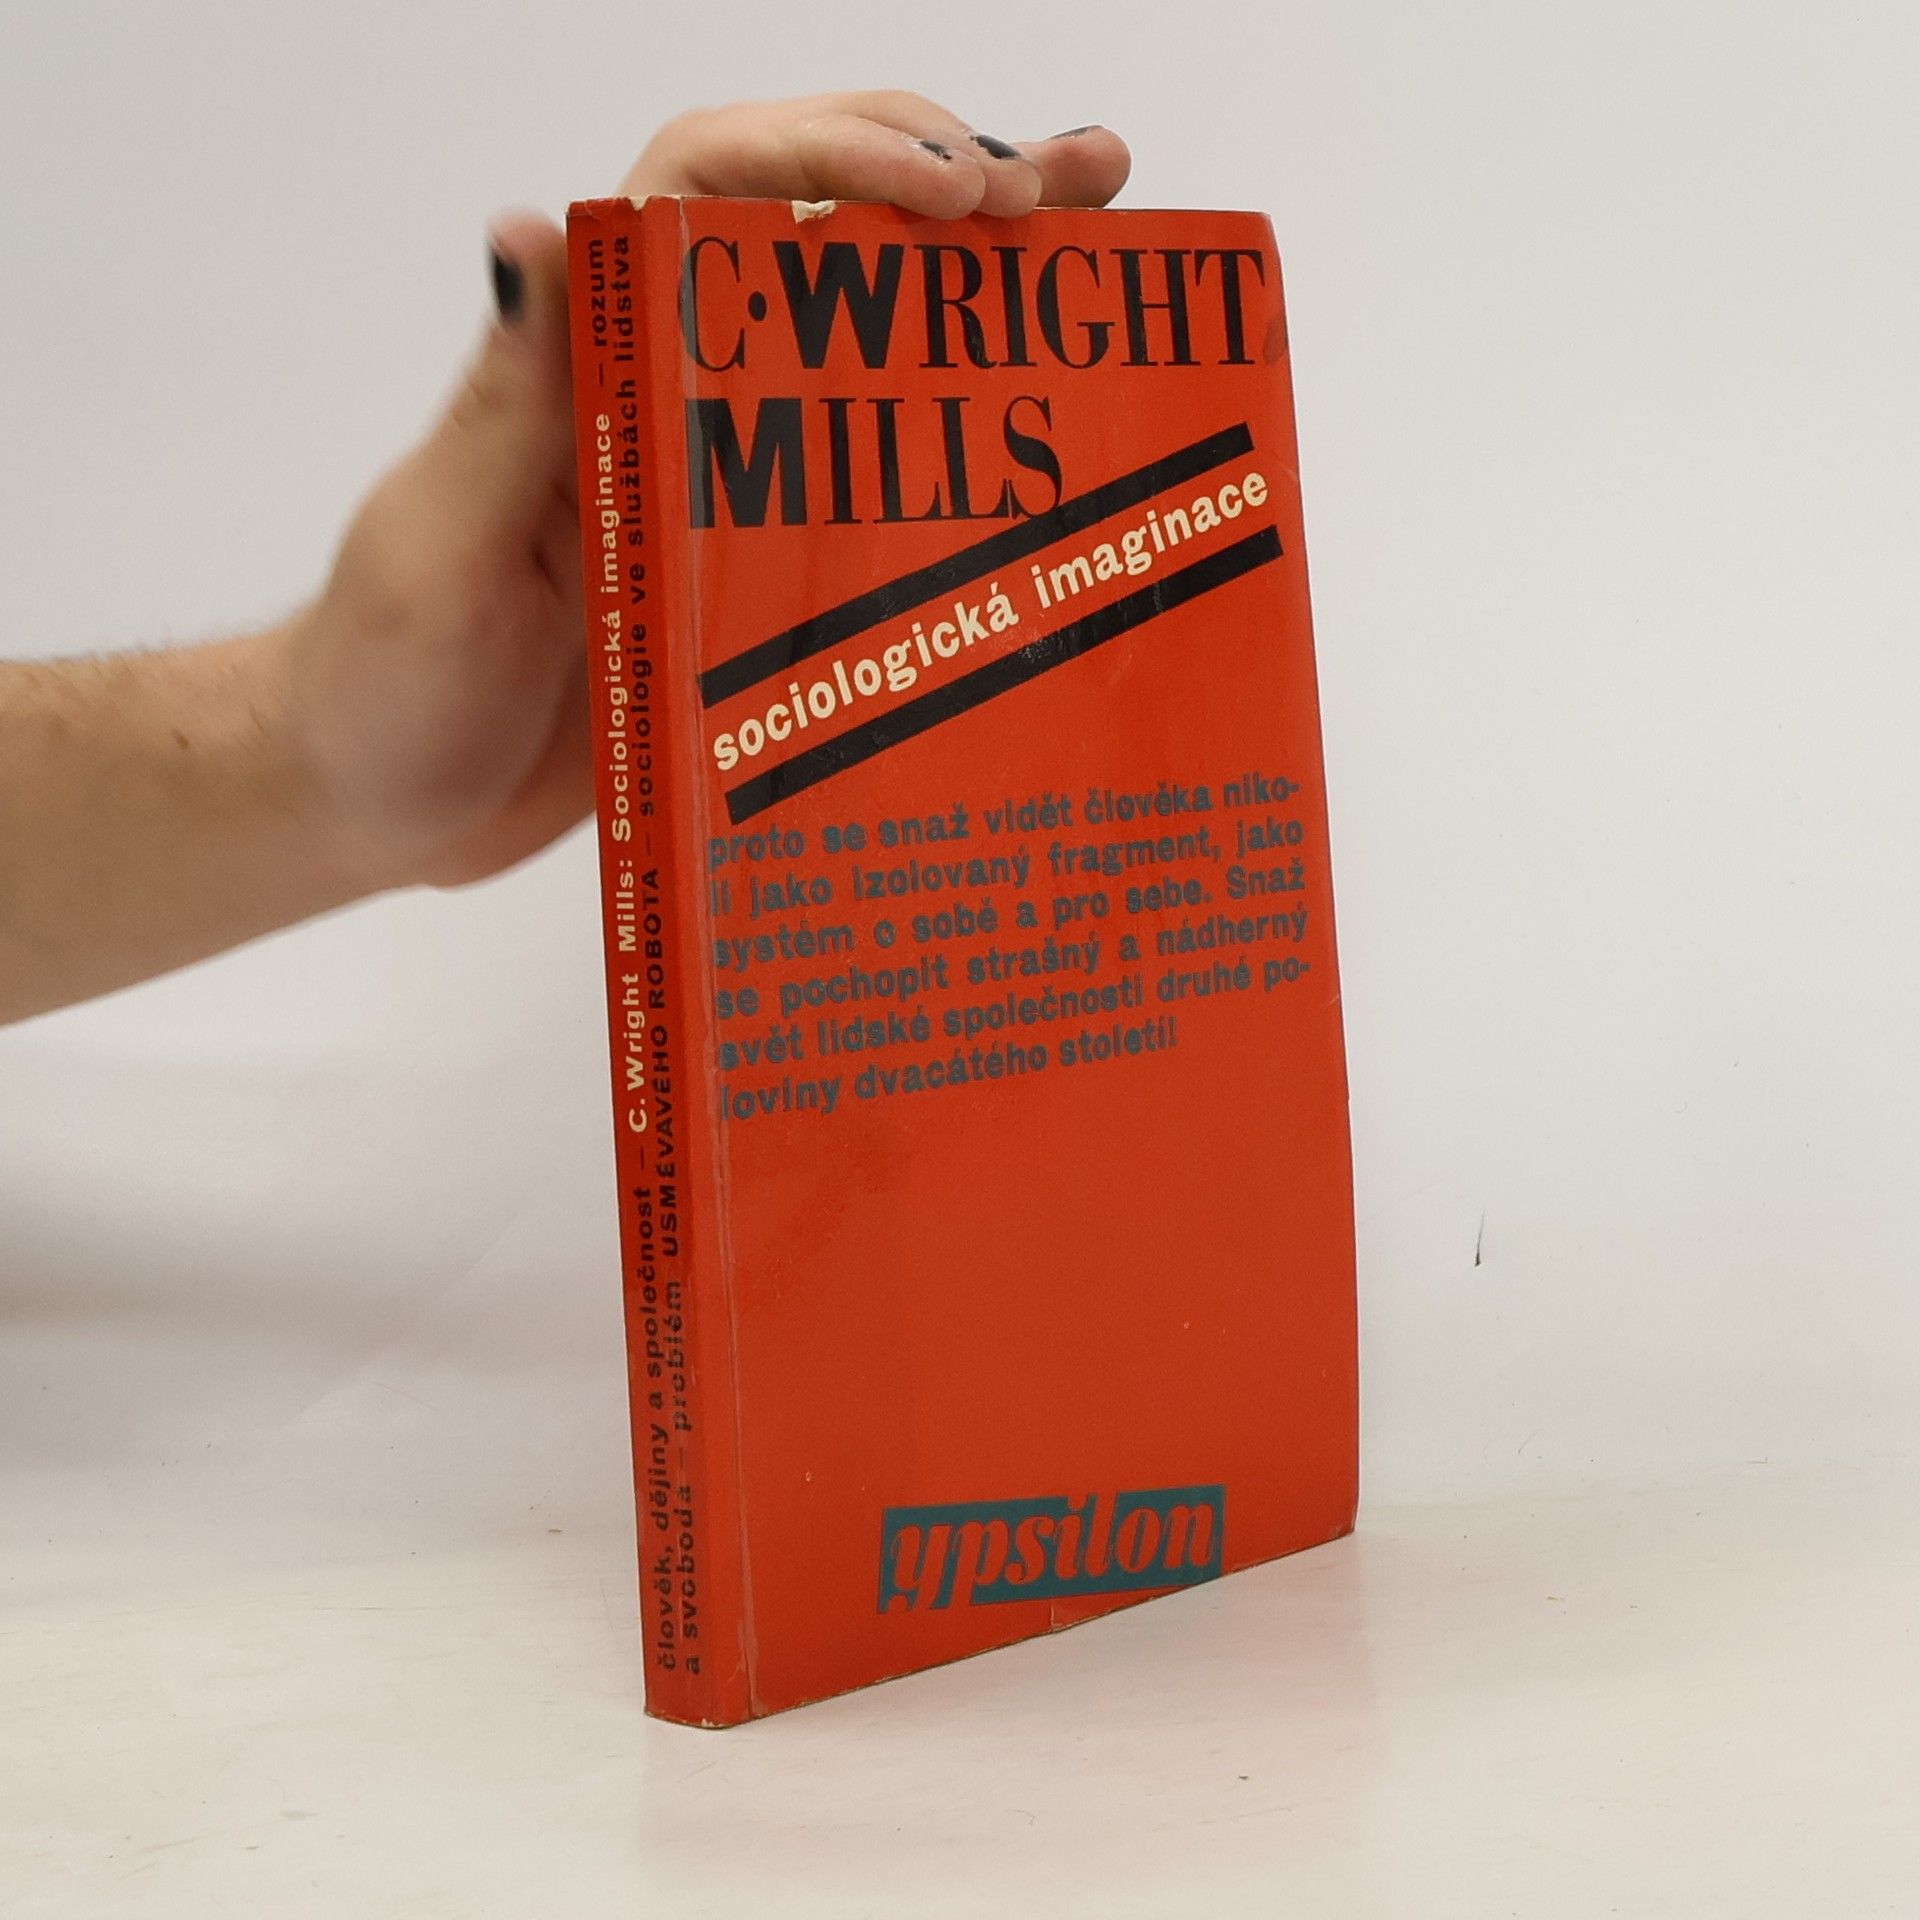 C·WRIGHT
MILLS
sociologická imaginace
proto se snaž vidět člověka niko-
li jako izolovaný fragment, jako
systém o sobě a pro sebe. Snaž
se pochopit strašný a nádherný
svět lidské společnosti druhé po-
loviny dvacátého století!
ypsilon
člověk, dějiny a společnost — C. Wright Mills: Sociologická imaginace — rozum
a svoboda — problém USMĚVAVÉHO ROBOTA — sociologie ve službách lidstva